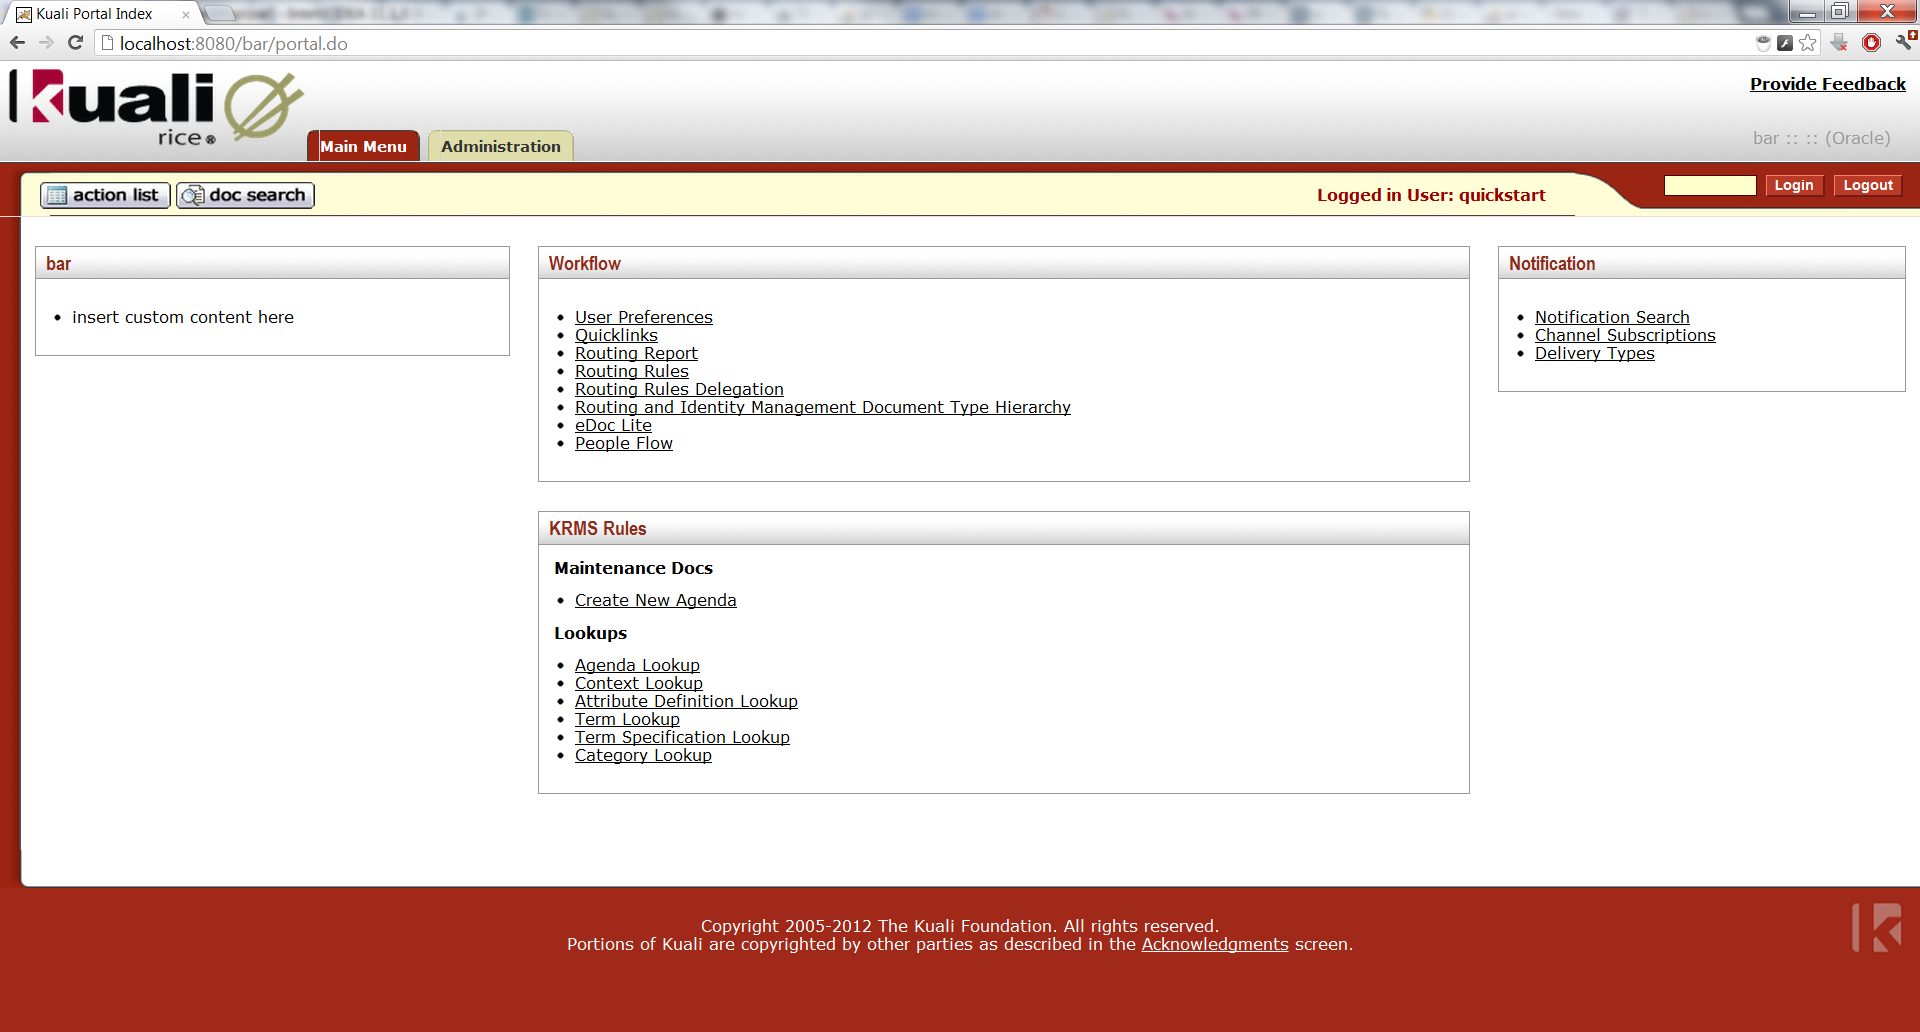 Kuali Portal Index
localhost:8080/bar/portal.do
Kuali
rice®
Main Menu
Administration
Provide Feedback
bar :: :: (Oracle)
action list
doc search
Logged in User: quickstart
Login
Logout
bar
insert custom content here
Workflow
User Preferences
Quicklinks
Routing Report
Routing Rules
Routing Rules Delegation
Routing and Identity Management Document Type Hierarchy
eDoc Lite
People Flow
KRMS Rules
Maintenance Docs
Create New Agenda
Lookups
Agenda Lookup
Context Lookup
Attribute Definition Lookup
Term Lookup
Term Specification Lookup
Category Lookup
Notification
Notification Search
Channel Subscriptions
Delivery Types
Copyright 2005-2012 The Kuali Foundation. All rights reserved.
Portions of Kuali are copyrighted by other parties as described in the Acknowledgments screen.